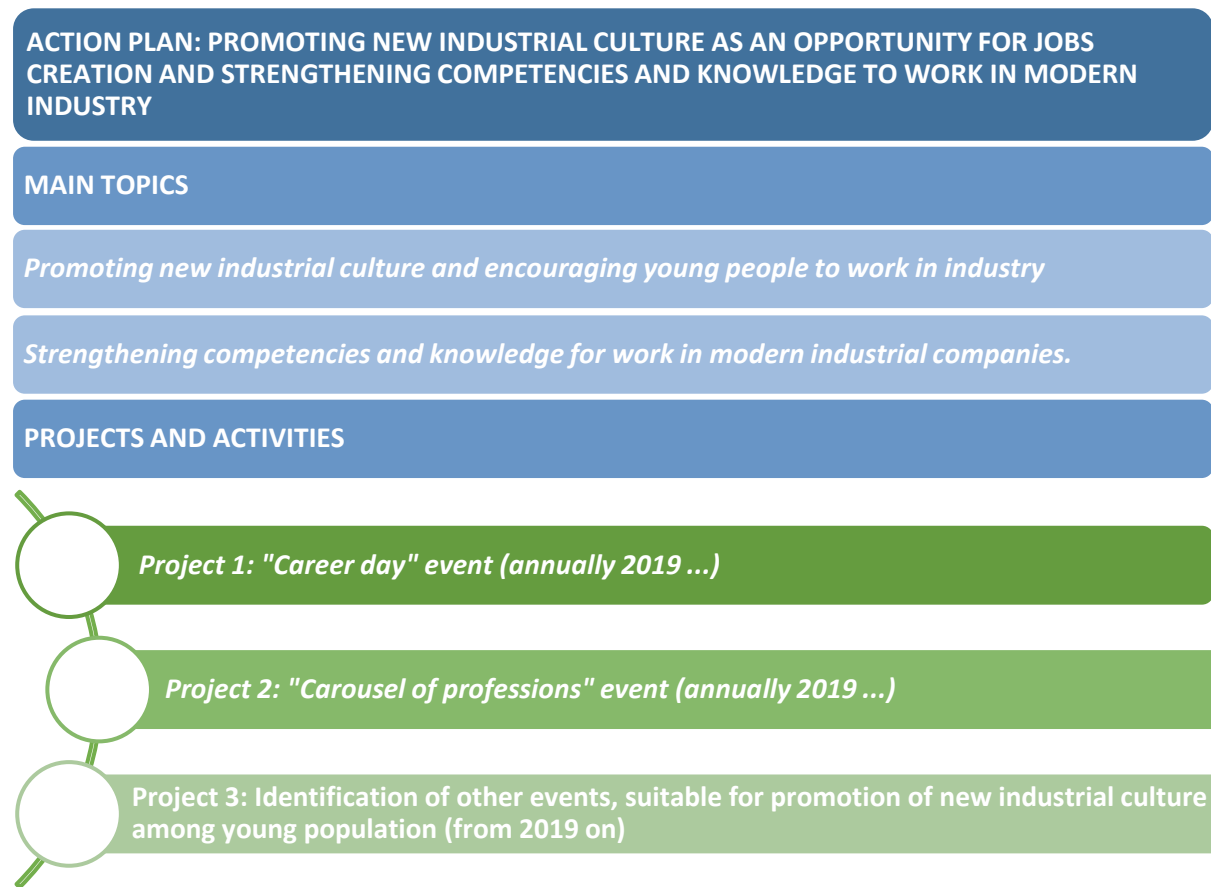 ACTION PLAN: PROMOTING NEW INDUSTRIAL CULTURE AS AN OPPORTUNITY FOR JOBS
CREATION AND STRENGTHENING COMPETENCIES AND KNOWLEDGE TO WORK IN MODERN
INDUSTRY
MAIN TOPICS
Promoting new industrial culture and encouraging young people to work in industry
Strengthening competencies and knowledge for work in modern industrial companies.
PROJECTS AND ACTIVITIES
Project 1: "Career day" event (annually 2019 ...)
Project 2: "Carousel of professions" event (annually 2019 ...)
Project 3: Identification of other events, suitable for promotion of new industrial culture
among young population (from 2019 on)